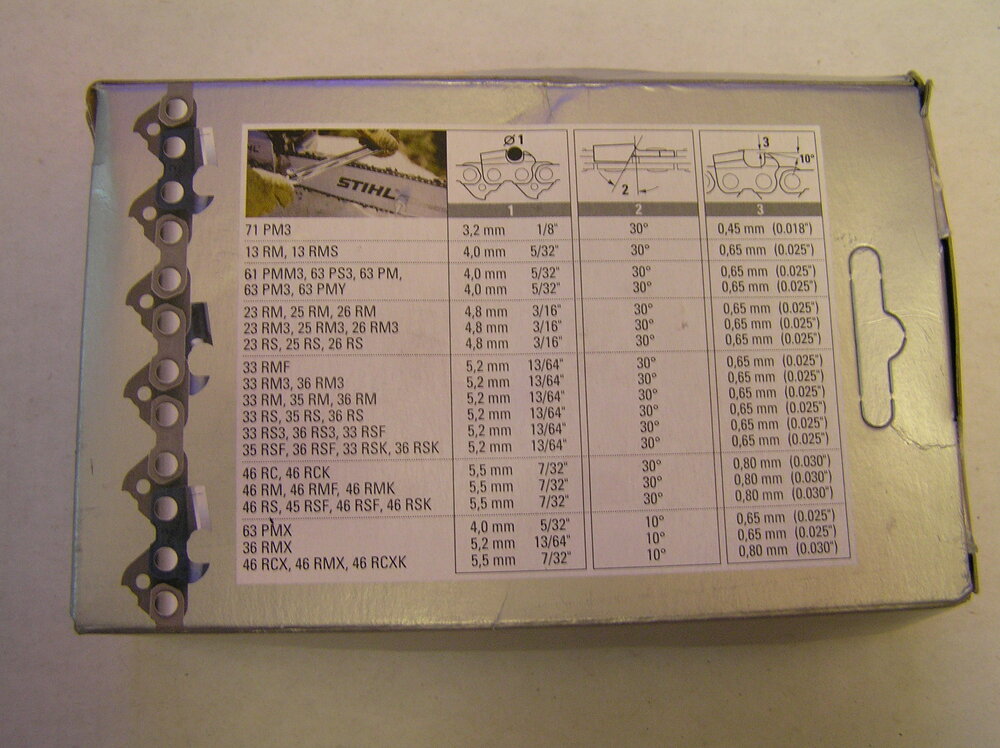 STIHL
Ø 1
2
3
10°
1 2 3
71 PM3 3,2 mm 1/8" 30° 0,45 mm (0.018")
13 RM, 13 RMS 4,0 mm 5/32" 30° 0,65 mm (0.025")
61 PMM3, 63 PS3, 63 PM, 4,0 mm 5/32" 30° 0,65 mm (0.025")
63 PM3, 63 PMY 4,0 mm 5/32" 30° 0,65 mm (0.025")
23 RM, 25 RM, 26 RM 4,8 mm 3/16" 30° 0,65 mm (0.025")
23 RM3, 25 RM3, 26 RM3 4,8 mm 3/16" 30° 0,65 mm (0.025")
23 RS, 25 RS, 26 RS 4,8 mm 3/16" 30° 0,65 mm (0.025")
33 RMF 5,2 mm 13/64" 30° 0,65 mm (0.025")
33 RM3, 36 RM3 5,2 mm 13/64" 30° 0,65 mm (0.025")
33 RM, 35 RM, 36 RM 5,2 mm 13/64" 30° 0,65 mm (0.025")
33 RS, 35 RS, 36 RS 5,2 mm 13/64" 30° 0,65 mm (0.025")
33 RS3, 36 RS3, 33 RSF 5,2 mm 13/64" 30° 0,65 mm (0.025")
35 RSF, 36 RSF, 33 RSK, 36 RSK 5,2 mm 13/64" 30° 0,65 mm (0.025")
46 RC, 46 RCK 5,5 mm 7/32" 30° 0,80 mm (0.030")
46 RM, 46 RMF, 46 RMK 5,5 mm 7/32" 30° 0,80 mm (0.030")
46 RS, 45 RSF, 46 RSF, 46 RSK 5,5 mm 7/32" 30° 0,80 mm (0.030")
63 PMX 4,0 mm 5/32" 10° 0,65 mm (0.025")
36 RMX 5,2 mm 13/64" 10° 0,65 mm (0.025")
46 RCX, 46 RMX, 46 RCXK 5,5 mm 7/32" 10° 0,80 mm (0.030")